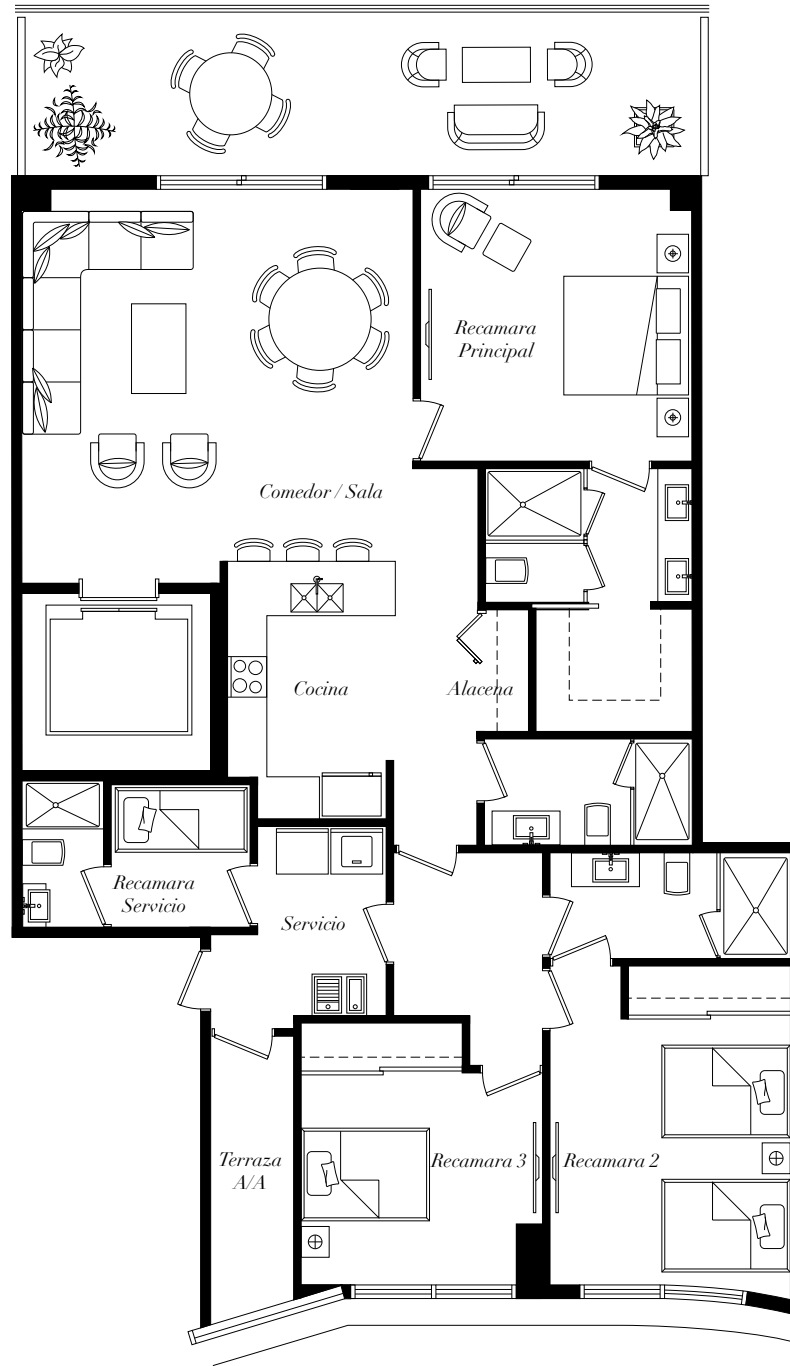 Recamara
Principal
Comedor / Sala
Cocina
Alacena
Recamara
Servicio
Servicio
Terraza
A/A
Recamara 3
Recamara 2